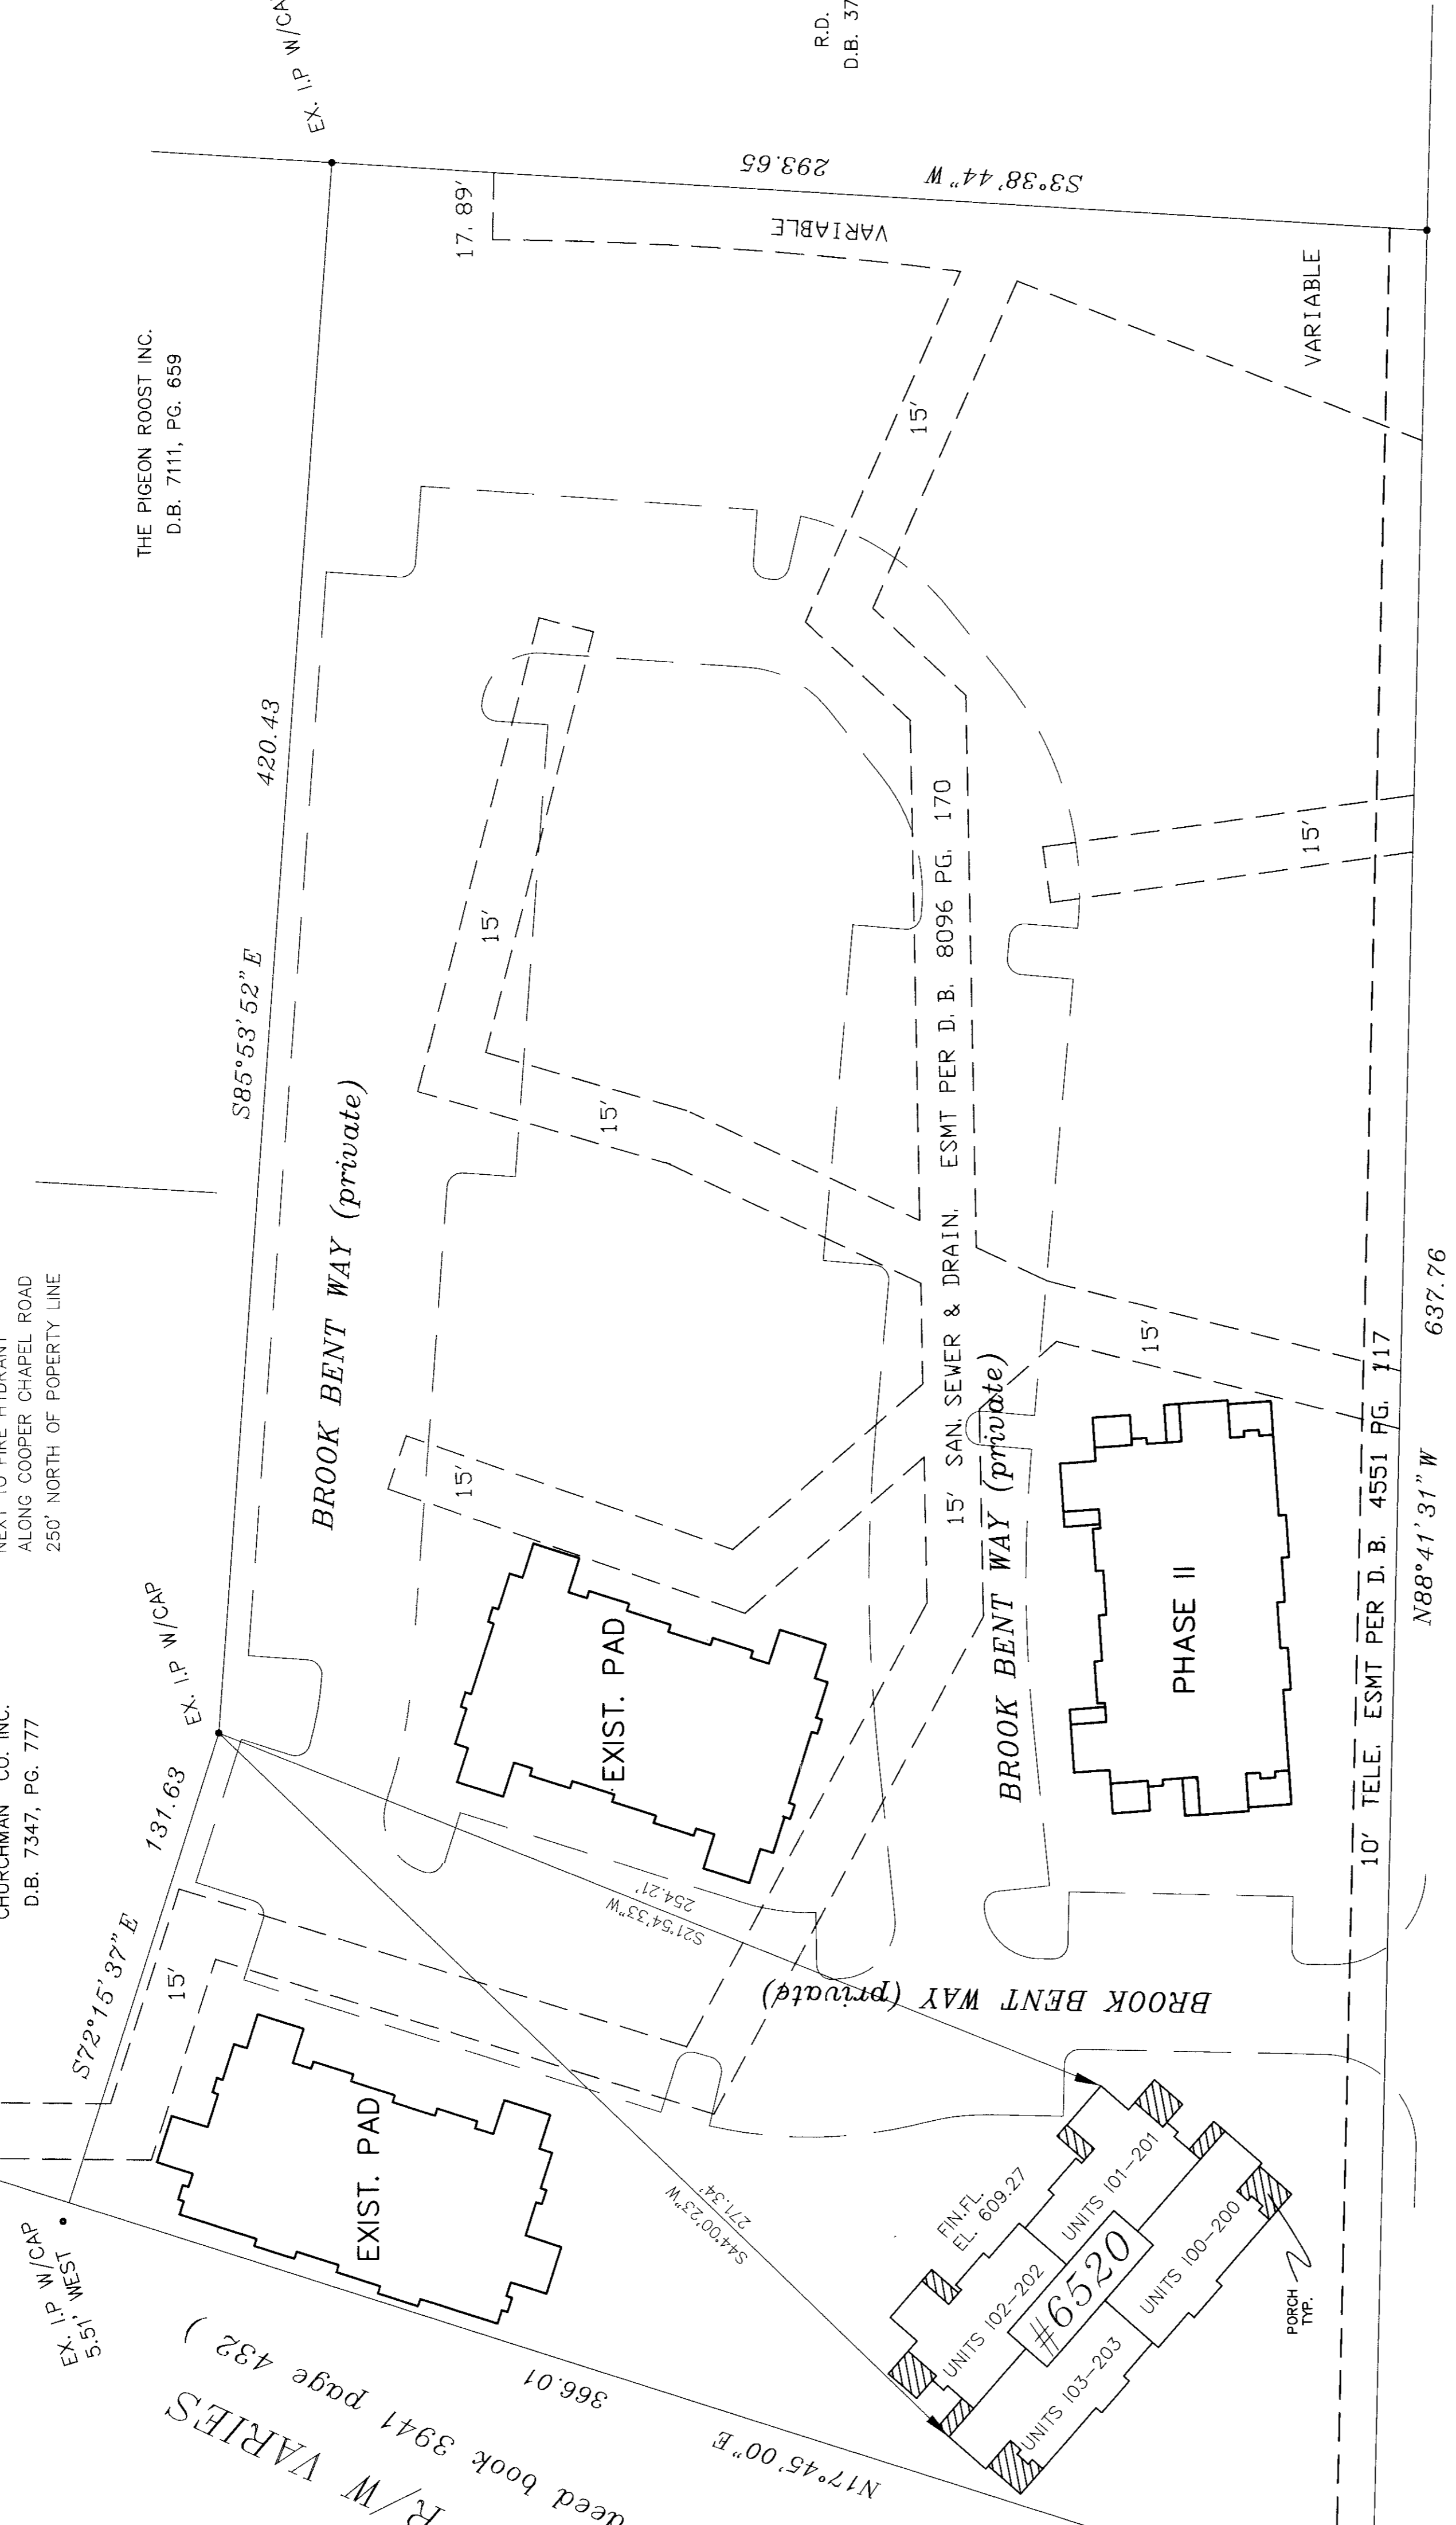 EX. I.P W/CA
R.D.
D.B. 37
THE PIGEON ROOST INC.
D.B. 7111, PG. 659
17. 89'
293.65
S3°38'44"W
VARIABLE
VARIABLE
15'
420.43
S85°53'52"E
BROOK BENT WAY (private)
15'
15'
15'
15'
15' SAN. SEWER & DRAIN. ESMT PER D.B. 8096 PG. 170
15'
BROOK BENT WAY (private)
NEXT TO FIRE HYDRANT
ALONG COOPER CHAPEL ROAD
250' NORTH OF POPERTY LINE
637.76
N88°41'31"W
10' TELE. ESMT PER D.B. 4551 PG. 117
PHASE II
EXIST. PAD
EX. I.P W/CAP
CHURCHMAN CO. INC.
D.B. 7347, PG. 777
131.63
S72°15'37"E
15'
254.21'
S21°54'33"W
BROOK BENT WAY (private)
EXIST. PAD
271.34'
S44°00'23"W
FIN.FL.
EL. 609.27
UNITS 101-201
UNITS 102-202
#6520
UNITS 100-200
UNITS 103-203
PORCH
TYP.
EX. I.P W/CAP
5.51' WEST
366.01
N17°45'00"E
deed book 3941 page 432 )
R/W VARIES